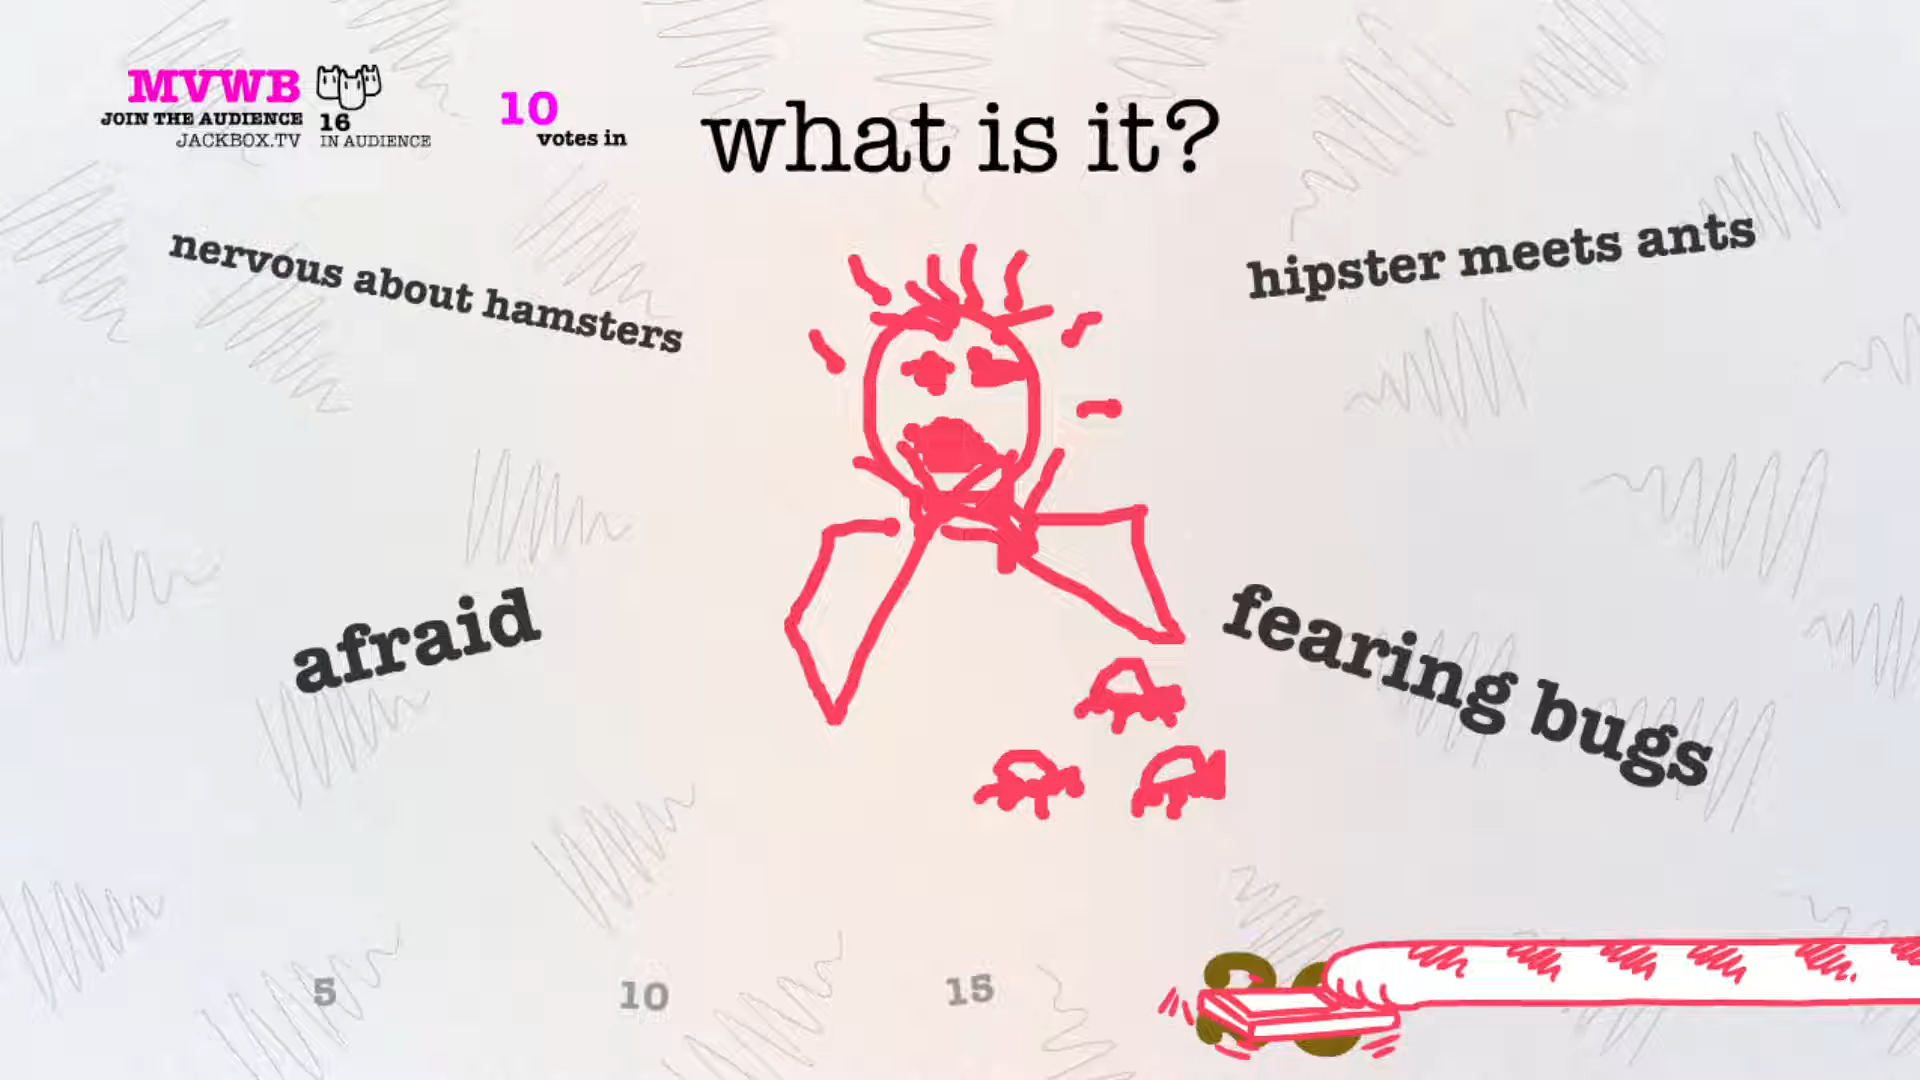 MVWB
JOIN THE AUDIENCE
JACKBOX.TV
16
IN AUDIENCE
10
votes in
what is it?
nervous about hamsters
hipster meets ants
afraid
fearing bugs
5
10
15